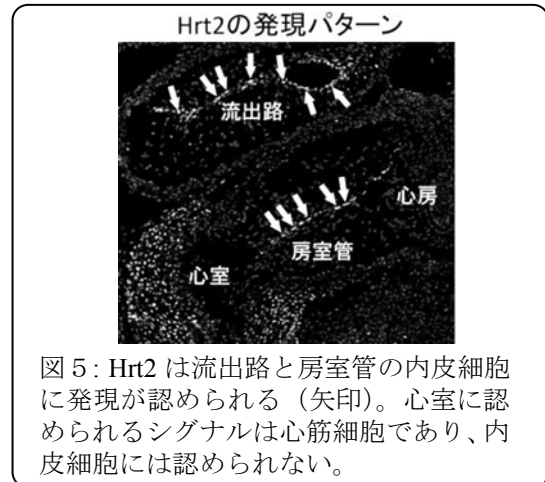 Hrt2の発現パターン
流出路
心房
房室管
心室
図５: Hrt2 は流出路と房室管の内皮細胞
に発現が認められる（矢印）。心室に認
められるシグナルは心筋細胞であり、内
皮細胞には認められない。